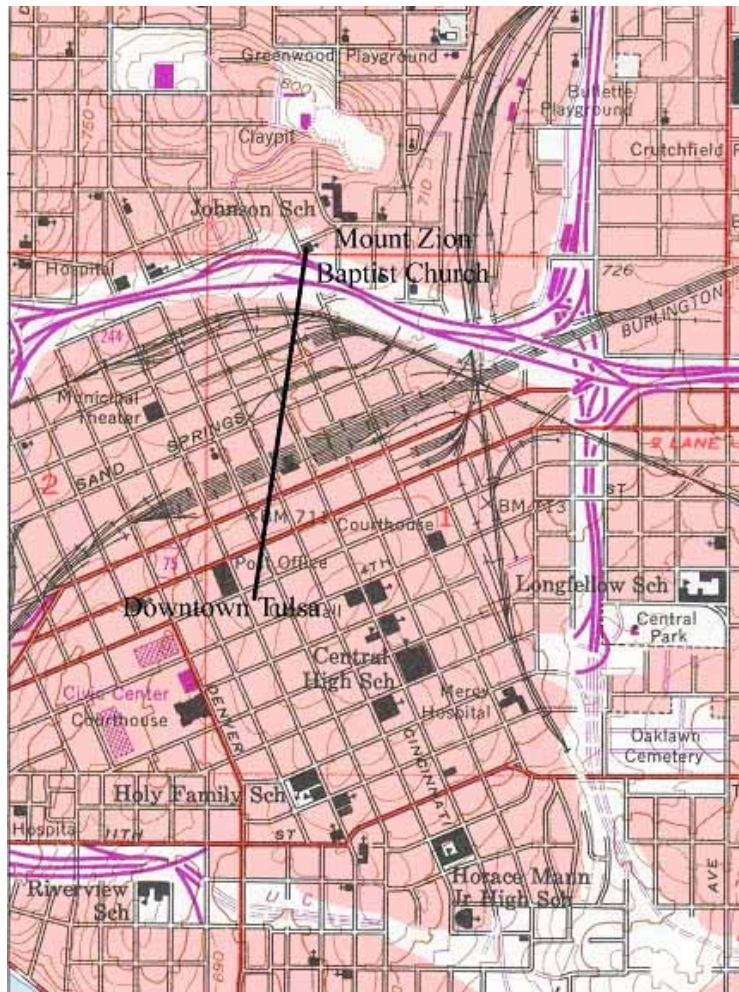 Greenwood Playground
800
750
Claypit
Bullette
Playground
710
Crutchfield
Johnson Sch
Mount Zion
Baptist Church
Hospital
726
BURLINGTON
244
Municipal
Theater
SAND SPRINGS
2 LANE
2
ST
BM 711
Courthouse
1
BM 713
75
Post Office
4TH
Longfellow Sch
Downtown Tulsa
Central
Park
Central
High Sch
Civic Center
Courthouse
DENVER
Mercy
Hospital
CINCINNATI
Oaklawn
Cemetery
Holy Family Sch
Hospital
11TH
ST
Horace Mann
Jr High Sch
AVE
Riverview
Sch
U C
690